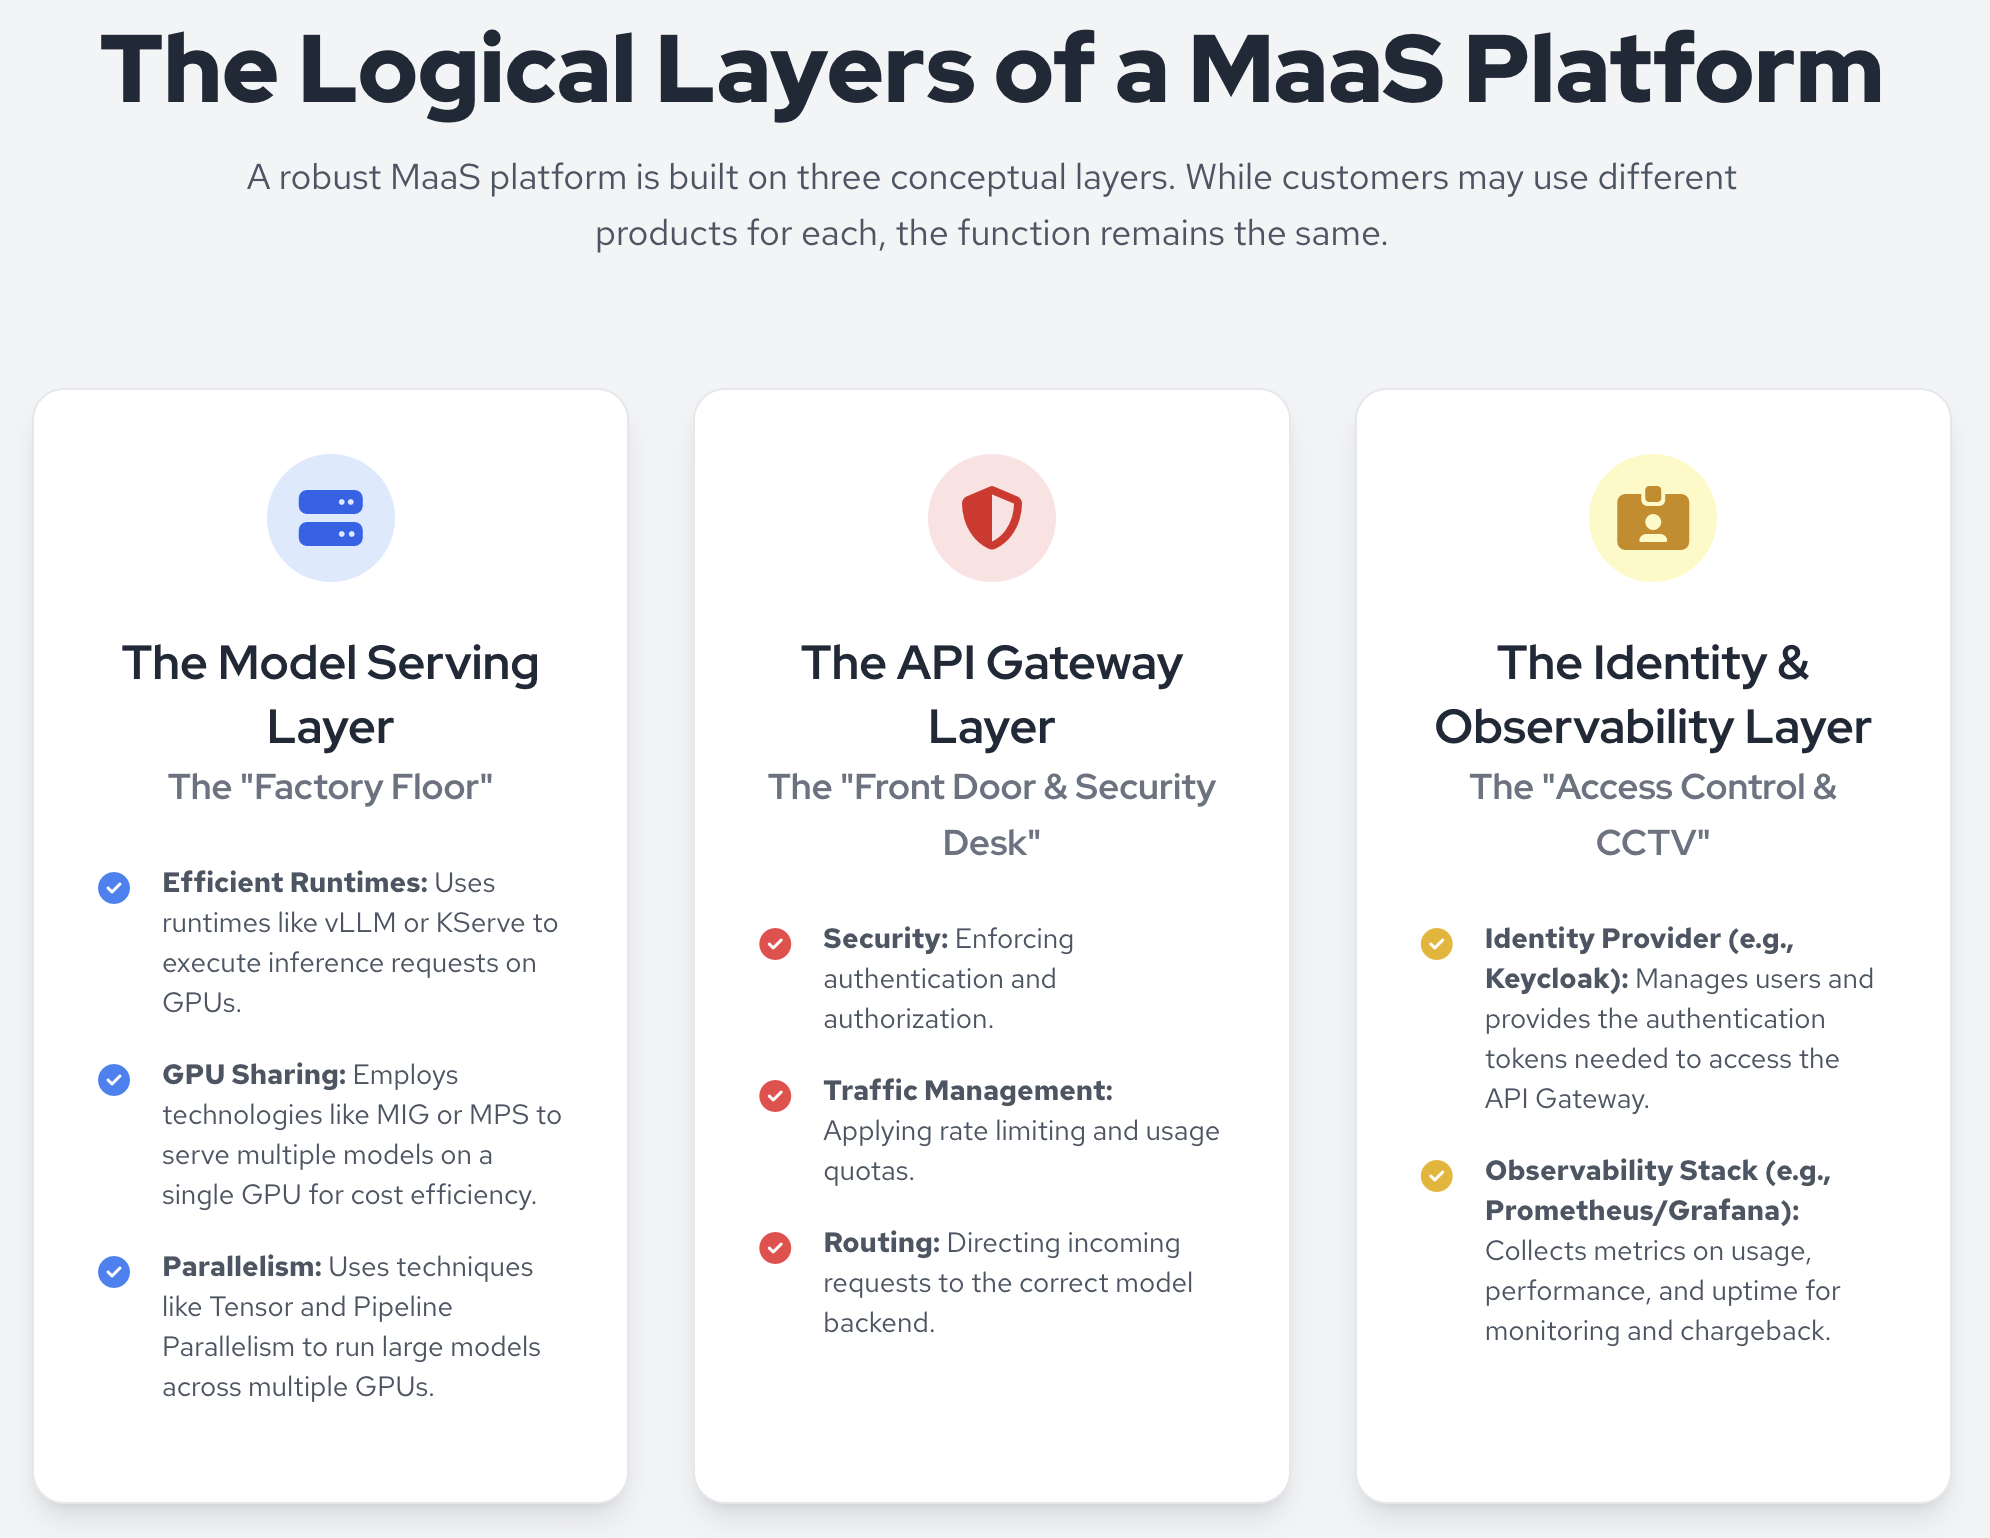 The Logical Layers of a MaaS Platform
A robust MaaS platform is built on three conceptual layers. While customers may use different
products for each, the function remains the same.
The Model Serving
Layer
The "Factory Floor"
Efficient Runtimes: Uses
runtimes like vLLM or KServe to
execute inference requests on
GPUs.
GPU Sharing: Employs
technologies like MIG or MPS to
serve multiple models on a
single GPU for cost efficiency.
Parallelism: Uses techniques
like Tensor and Pipeline
Parallelism to run large models
across multiple GPUs.
The API Gateway
Layer
The "Front Door & Security
Desk"
Security: Enforcing
authentication and
authorization.
Traffic Management:
Applying rate limiting and usage
quotas.
Routing: Directing incoming
requests to the correct model
backend.
The Identity &
Observability Layer
The "Access Control &
CCTV"
Identity Provider (e.g.,
Keycloak): Manages users and
provides the authentication
tokens needed to access the
API Gateway.
Observability Stack (e.g.,
Prometheus/Grafana):
Collects metrics on usage,
performance, and uptime for
monitoring and chargeback.